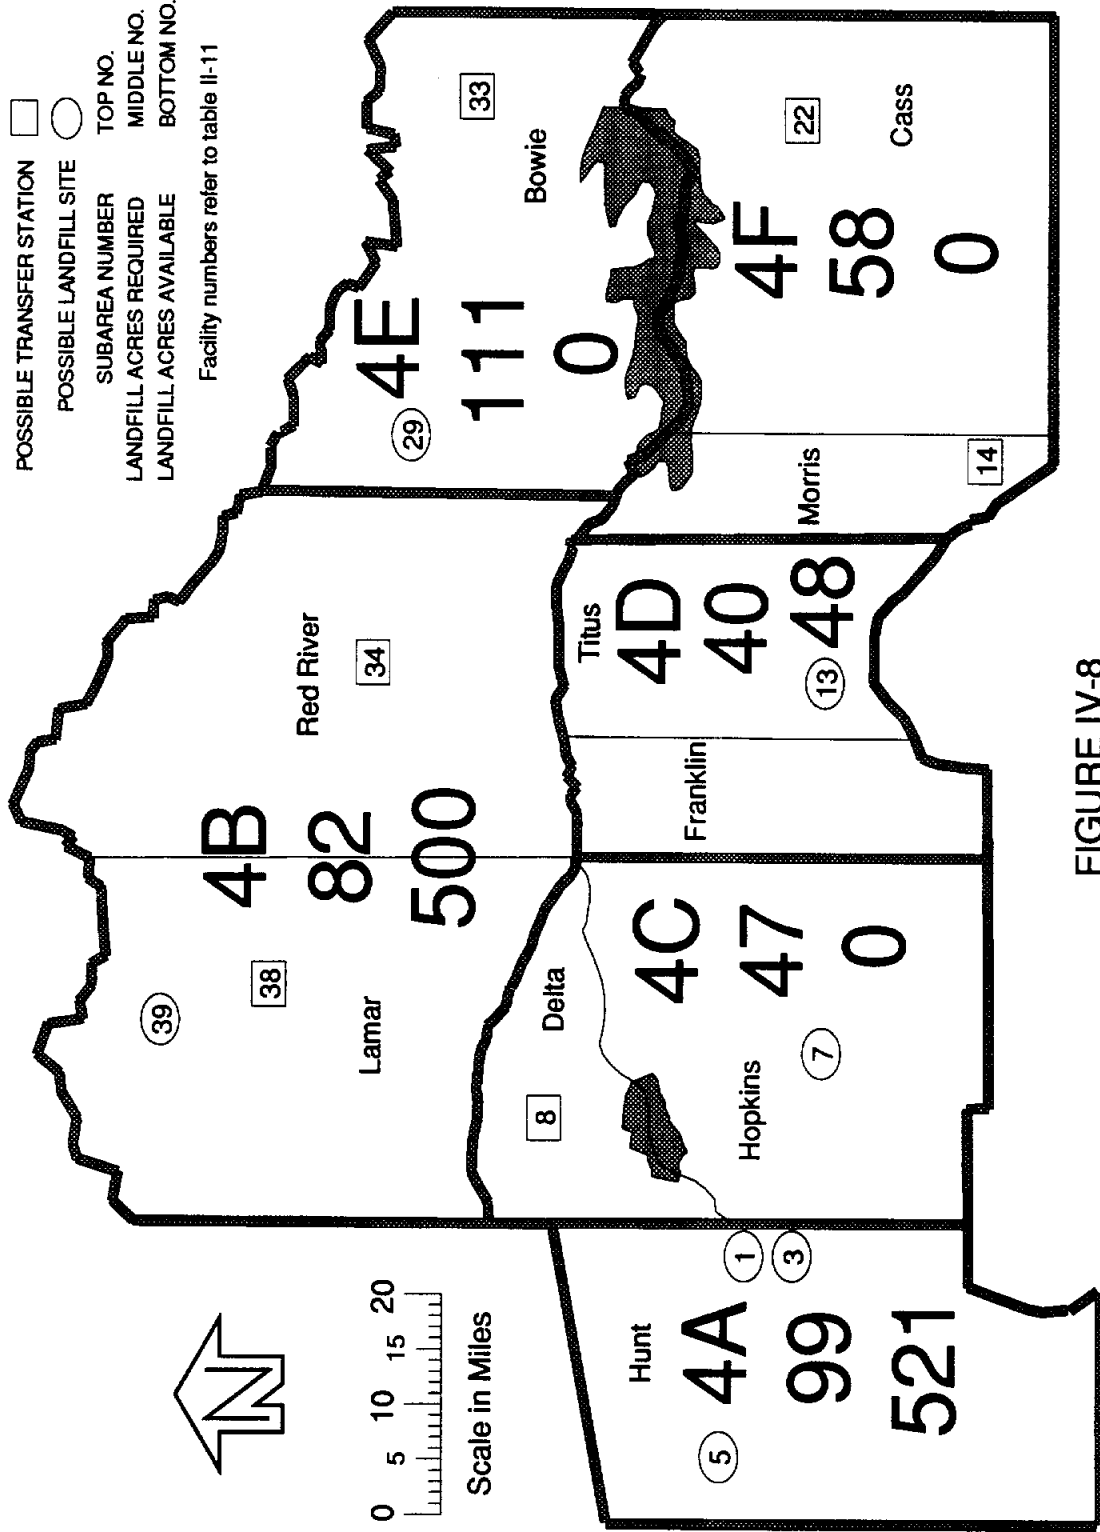 POSSIBLE TRANSFER STATION
POSSIBLE LANDFILL SITE
SUBAREA NUMBER TOP NO.
LANDFILL ACRES REQUIRED MIDDLE NO.
LANDFILL ACRES AVAILABLE BOTTOM NO.
Facility numbers refer to table II-11
N
0 5 10 15 20
Scale in Miles
39
38
Lamar
4B
82
500
Red River
34
29
4E
111
0
33
Bowie
8
Delta
Hopkins
7
4C
47
0
Franklin
Titus
4D
40
48
13
Morris
14
4F
58
0
22
Cass
Hunt
5
4A
99
521
1
3
FIGURE IV-8